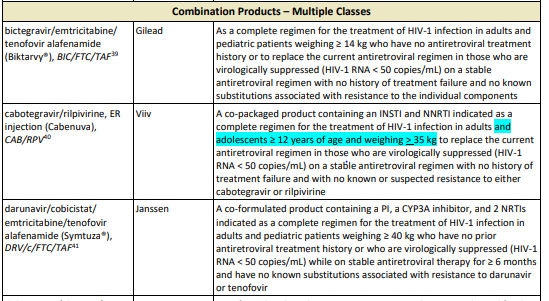 Combination Products – Multiple Classes
bictegravir/emtricitabine/
tenofovir alafenamide
(Biktarvy®), BIC/FTC/TAF39
Gilead
As a complete regimen for the treatment of HIV-1 infection in adults and
pediatric patients weighing ≥ 14 kg who have no antiretroviral treatment
history or to replace the current antiretroviral regimen in those who are
virologically suppressed (HIV-1 RNA < 50 copies/mL) on a stable
antiretroviral regimen with no history of treatment failure and no known
substitutions associated with resistance to the individual components
cabotegravir/rilpivirine, ER
injection (Cabenuva),
CAB/RPV40
Viiv
A co-packaged product containing an INSTI and NNRTI indicated as a
complete regimen for the treatment of HIV-1 infection in adults and
adolescents ≥ 12 years of age and weighing > 35 kg to replace the current
antiretroviral regimen in those who are virologically suppressed (HIV-1
RNA < 50 copies/mL) on a stable antiretroviral regimen with no history of
treatment failure and with no known or suspected resistance to either
cabotegravir or rilpivirine
darunavir/cobicistat/
emtricitabine/tenofovir
alafenamide (Symtuza®),
DRV/c/FTC/TAF41
Janssen
A co-formulated product containing a PI, a CYP3A inhibitor, and 2 NRTIs
indicated as a complete regimen for the treatment of HIV-1 infection in
adults and pediatric patients weighing ≥ 40 kg who have no prior
antiretroviral treatment history or who are virologically suppressed (HIV-1
RNA < 50 copies/mL) while on stable antiretroviral therapy for ≥ 6 months
and have no known substitutions associated with resistance to darunavir
or tenofovir